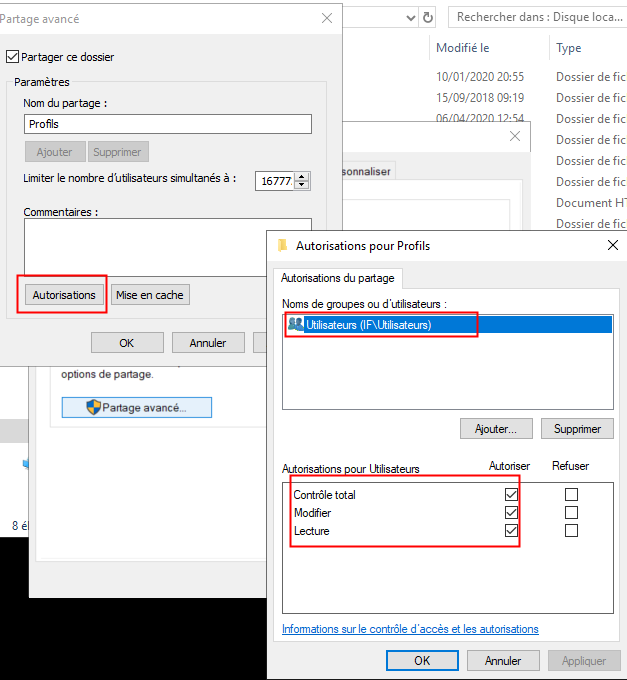 Partage avancé
Partager ce dossier
Paramètres
Nom du partage :
Profils
Ajouter
Supprimer
Limiter le nombre d'utilisateurs simultanés à :
Commentaires :
Autorisations
Mise en cache
OK
Annuler
options de partage.
Partage avancé...
Rechercher dans : Disque loca...
Modifié le
Type
10/01/2020 20:55
Dossier de fic
15/09/2018 09:19
Dossier de fic
06/04/2020 12:54
Dossier de fic
Dossier de fic
Dossier de fic
Dossier de fic
Document HT
Dossier de fic
Autorisations pour Profils
Autorisations du partage
Noms de groupes ou d'utilisateurs :
Utilisateurs (IF\Utilisateurs)
Ajouter...
Supprimer
Autorisations pour Utilisateurs
Autoriser
Refuser
Contrôle total
Modifier
Lecture
Informations sur le contrôle d'accès et les autorisations
OK
Annuler
Appliquer